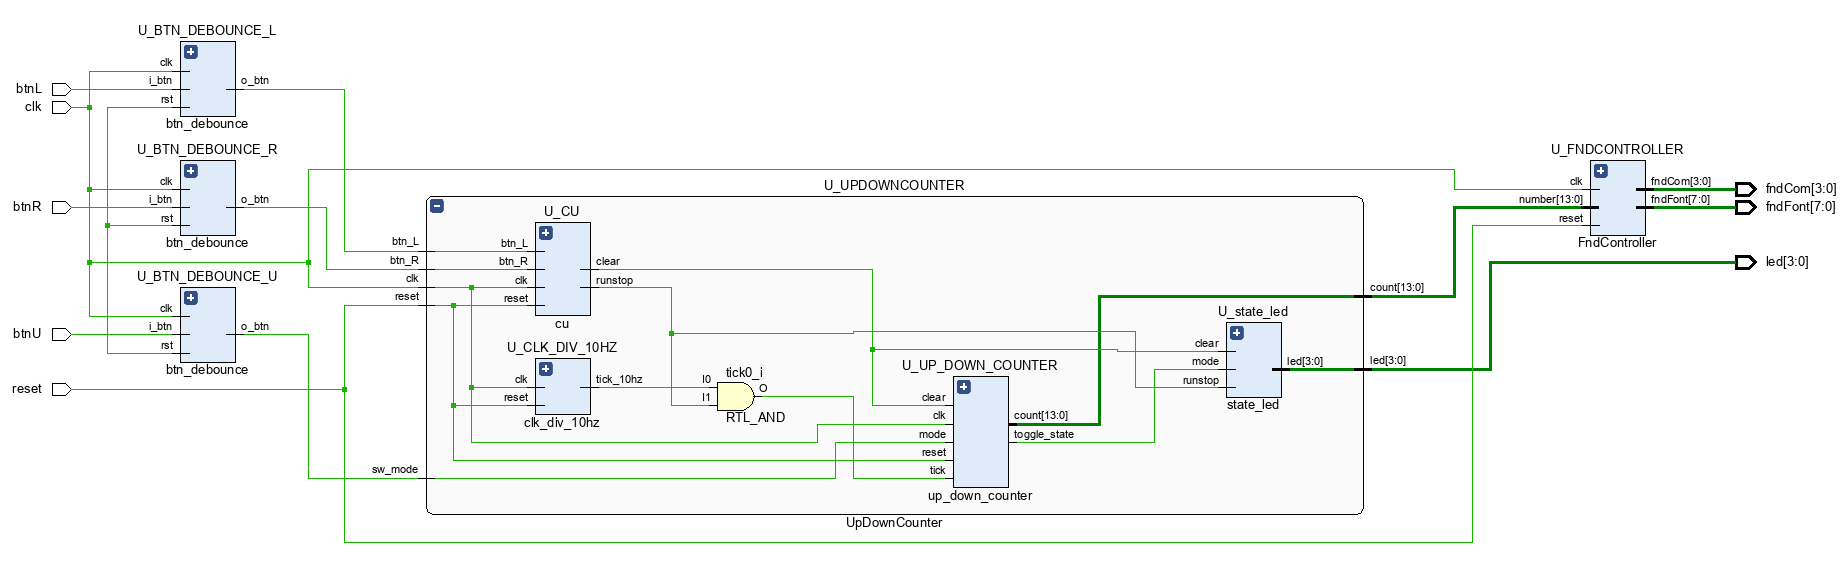 U_BTN_DEBOUNCE_L
clk
i_btn
rst
o_btn
btn_debounce
btnL
clk
U_BTN_DEBOUNCE_R
clk
i_btn
rst
o_btn
btn_debounce
btnR
U_BTN_DEBOUNCE_U
clk
i_btn
rst
o_btn
btn_debounce
btnU
reset
U_UPDOWNCOUNTER
btn_L
btn_R
clk
reset
sw_mode
U_CU
btn_L
btn_R
clk
reset
clear
runstop
cu
U_CLK_DIV_10HZ
clk
reset
tick_10hz
clk_div_10hz
tick0_i
I0
I1
O
RTL_AND
U_UP_DOWN_COUNTER
clear
clk
mode
reset
tick
count[13:0]
toggle_state
up_down_counter
U_state_led
clear
mode
runstop
led[3:0]
state_led
count[13:0]
led[3:0]
UpDownCounter
U_FNDCONTROLLER
clk
number[13:0]
reset
fndCom[3:0]
fndFont[7:0]
FndController
fndCom[3:0]
fndFont[7:0]
led[3:0]